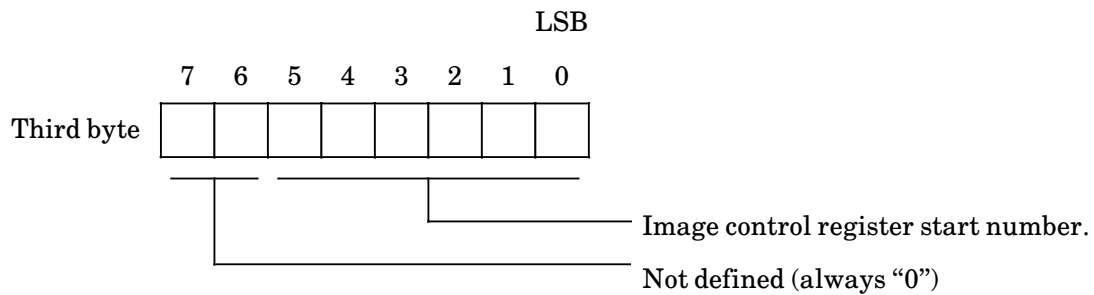 LSB
7 6 5 4 3 2 1 0
Third byte
Image control register start number.
Not defined (always “0”)